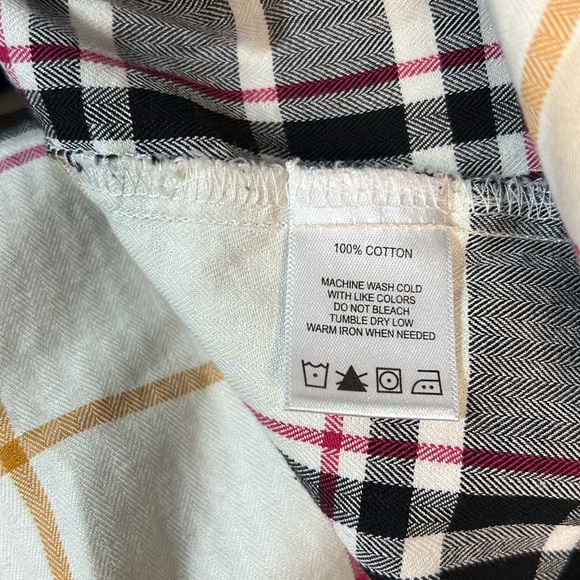 100% COTTON
MACHINE WASH COLD
WITH LIKE COLORS
DO NOT BLEACH
TUMBLE DRY LOW
WARM IRON WHEN NEEDED